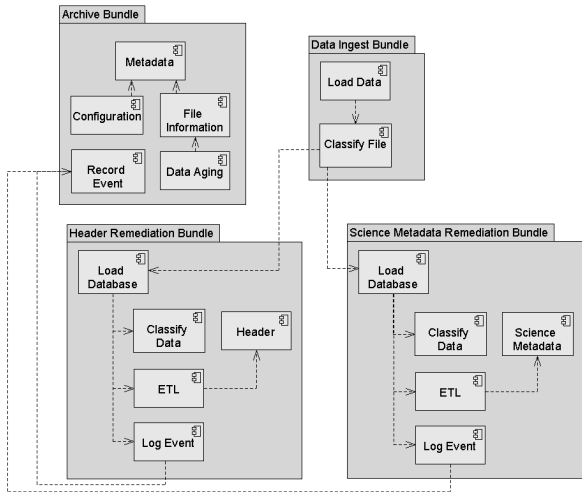 Archive Bundle
Metadata
Configuration
File
Information
Record
Event
Data Aging
Data Ingest Bundle
Load Data
Classify File
Header Remediation Bundle
Load
Database
Classify
Data
Header
ETL
Log Event
Science Metadata Remediation Bundle
Load
Database
Classify
Data
Science
Metadata
ETL
Log Event